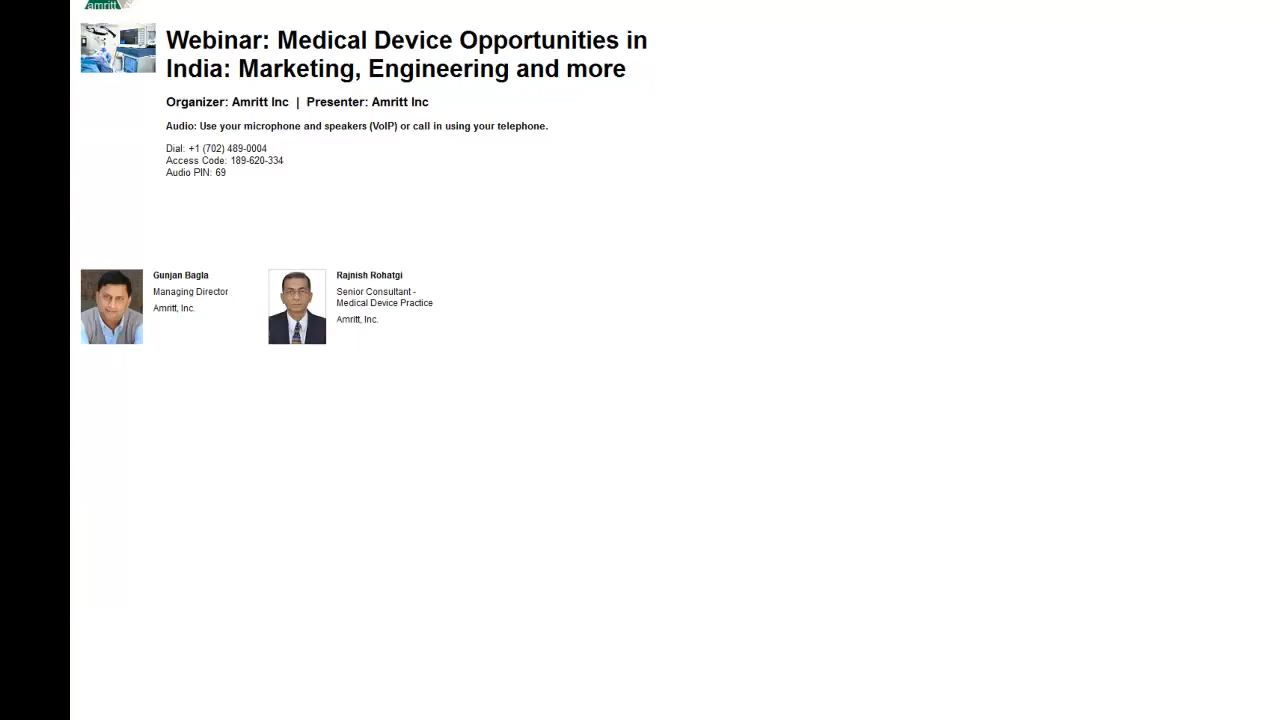 amritt
Webinar: Medical Device Opportunities in
India: Marketing, Engineering and more
Organizer: Amritt Inc | Presenter: Amritt Inc
Audio: Use your microphone and speakers (VoIP) or call in using your telephone.
Dial: +1 (702) 489-0004
Access Code: 189-620-334
Audio PIN: 69
Gunjan Bagla
Managing Director
Amritt, Inc.
Rajnish Rohatgi
Senior Consultant -
Medical Device Practice
Amritt, Inc.